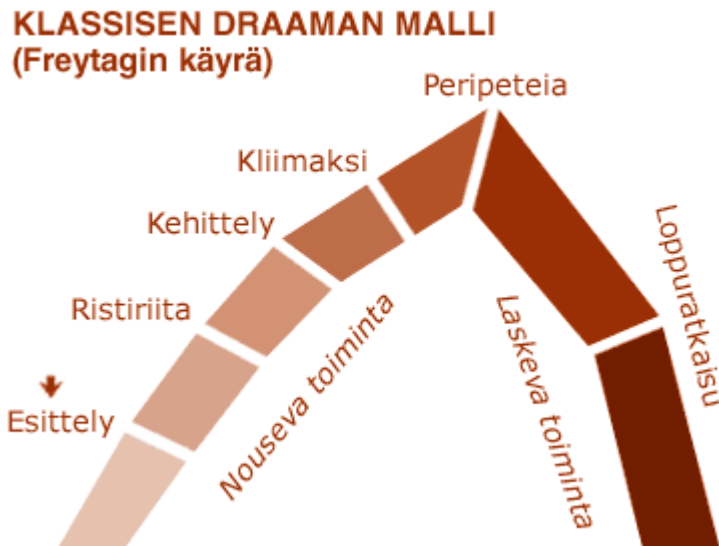 KLASSISEN DRAAMAN MALLI
(Freytagin käyrä)
Peripeteia
Kliimaksi
Kehittely
Ristiriita
Esittely
Nouseva toiminta
Laskeva toiminta
Loppuratkaisu